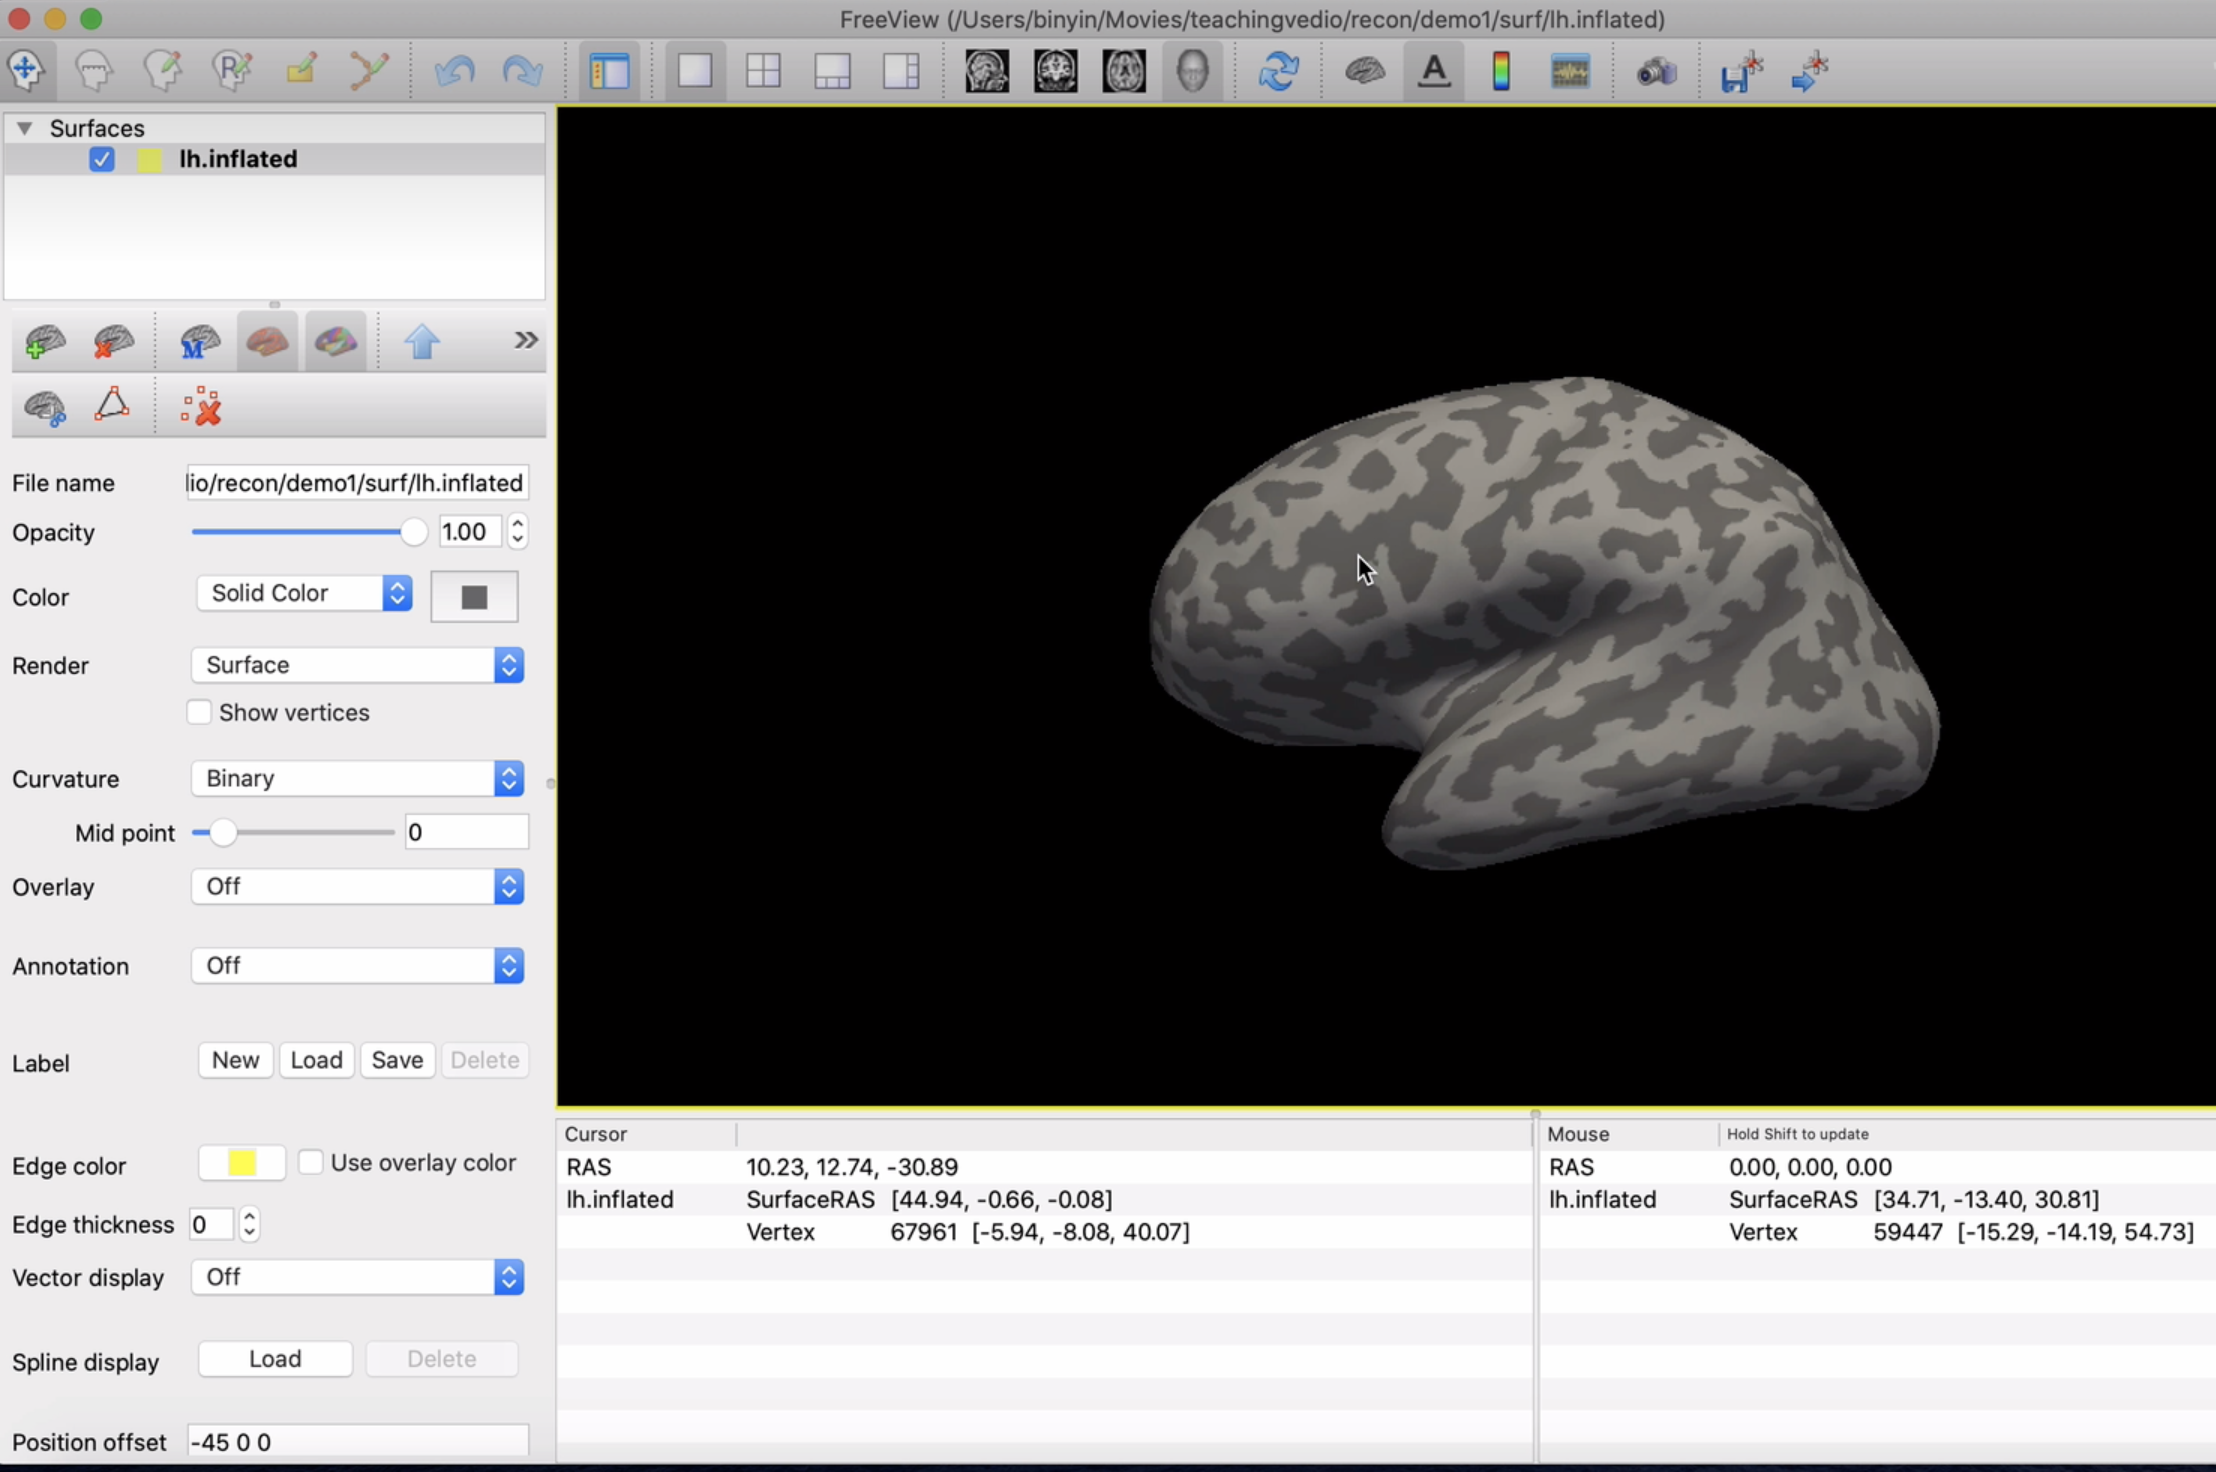 FreeView (/Users/binyin/Movies/teachingvedio/recon/demo1/surf/lh.inflated)
Surfaces
lh.inflated
File name lio/recon/demo1/surf/lh.inflated
Opacity 1.00
Color Solid Color
Render Surface
Show vertices
Curvature Binary
Mid point 0
Overlay Off
Annotation Off
Label New Load Save Delete
Edge color Use overlay color
Edge thickness 0
Vector display Off
Spline display Load Delete
Position offset -45 0 0
Cursor
RAS 10.23, 12.74, -30.89
lh.inflated SurfaceRAS [44.94, -0.66, -0.08]
Vertex 67961 [-5.94, -8.08, 40.07]
Mouse Hold Shift to update
RAS 0.00, 0.00, 0.00
lh.inflated SurfaceRAS [34.71, -13.40, 30.81]
Vertex 59447 [-15.29, -14.19, 54.73]